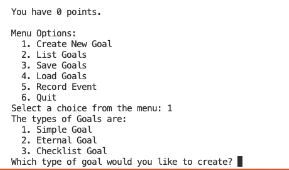 You have 0 points.
Menu Options:
1. Create New Goal
2. List Goals
3. Save Goals
4. Load Goals
5. Record Event
6. Quit
Select a choice from the menu: 1
The types of Goals are:
1. Simple Goal
2. Eternal Goal
3. Checklist Goal
Which type of goal would you like to create?